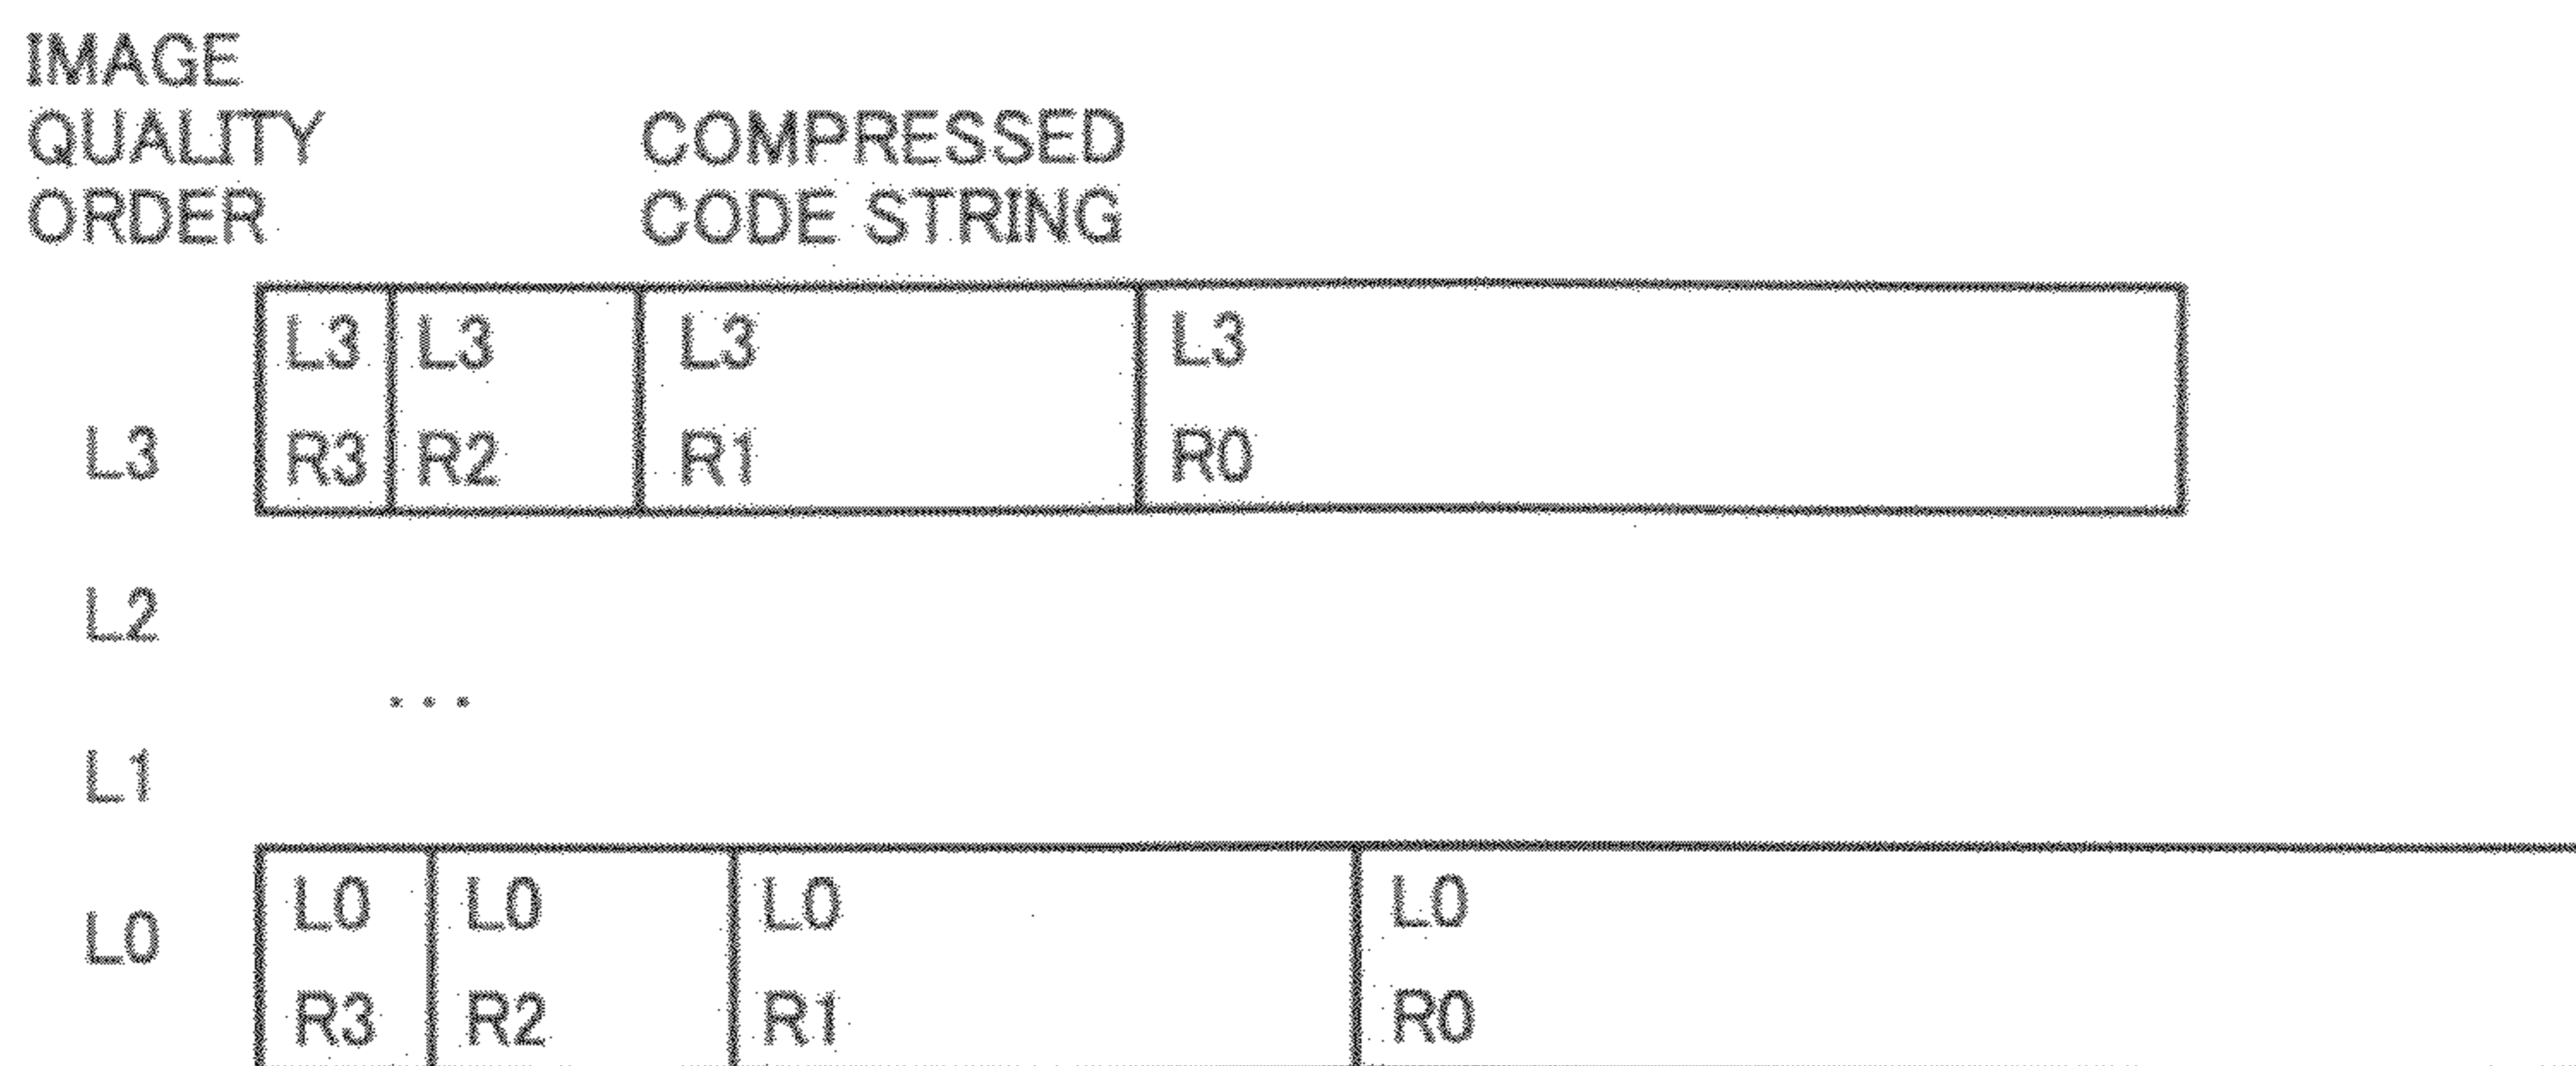 IMAGE
QUALITY
ORDER
COMPRESSED
CODE STRING
L3 L3 L3 L3
L3 R3 R2 R1 R0
L2
...
L1
L0 L0 L0 L0
L0
R3 R2 R1 R0